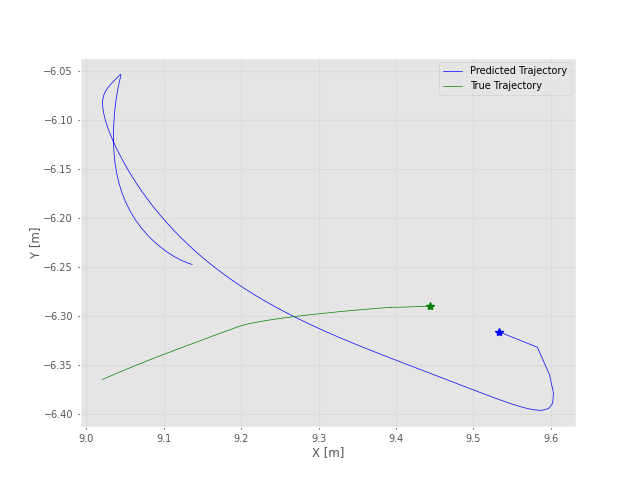 Predicted Trajectory
True Trajectory
−6.05
−6.10
−6.15
−6.20
−6.25
−6.30
−6.35
−6.40
Y [m]
9.0 9.1 9.2 9.3 9.4 9.5 9.6
X [m]